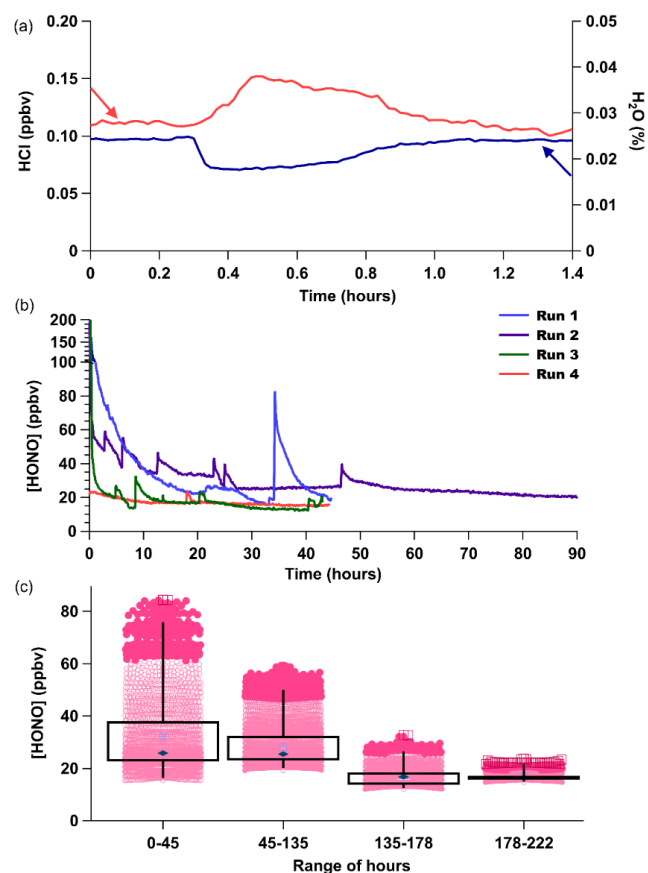 (a)
0.20
0.15
0.10
0.05
0
HCl (ppbv)
0.05
0.04
0.03
0.02
0.01
0
H₂O (%)
0 0.2 0.4 0.6 0.8 1.0 1.2 1.4
Time (hours)
(b)
200
150
100
80
60
40
20
0
[HONO] (ppbv)
Run 1
Run 2
Run 3
Run 4
0 10 20 30 40 50 60 70 80 90
Time (hours)
(c)
80
60
40
20
0
[HONO] (ppbv)
0-45 45-135 135-178 178-222
Range of hours